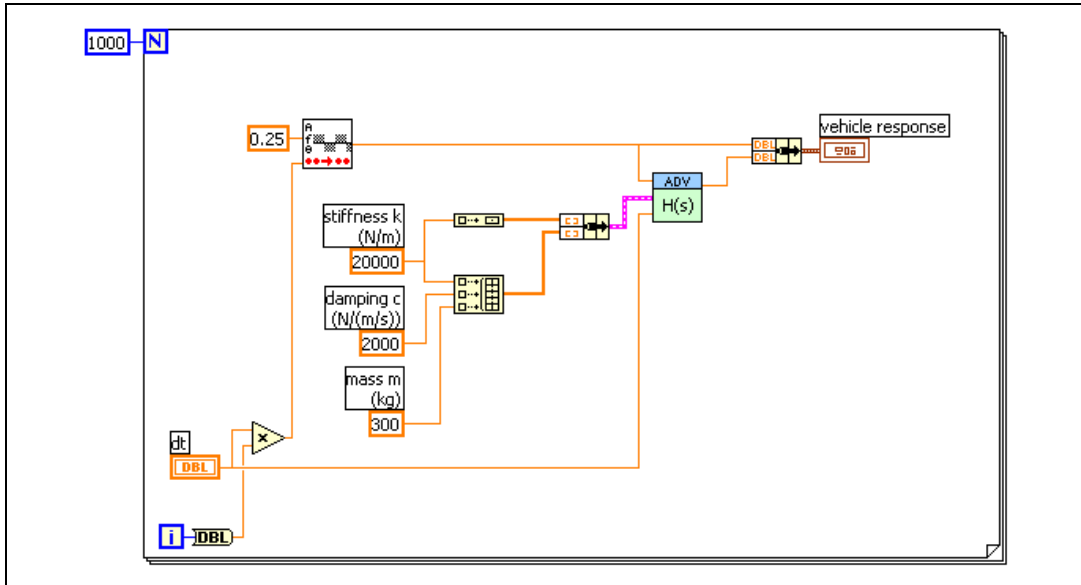 1000 N
vehicle response
0.25
A
f
DBL
DBL
ADV
H(s)
stiffness k
(N/m)
20000
damping c
(N/(m/s))
2000
mass m
(kg)
300
x
dt
DBL
i DBL